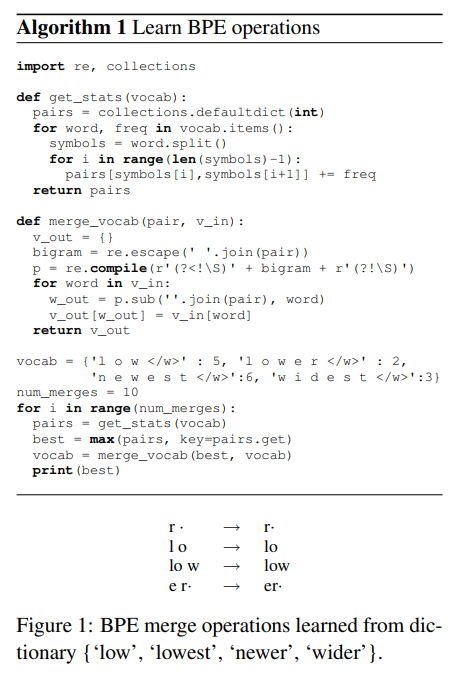 Algorithm 1 Learn BPE operations
import re, collections
def get_stats(vocab):
  pairs = collections.defaultdict(int)
  for word, freq in vocab.items():
    symbols = word.split()
    for i in range(len(symbols)-1):
      pairs[symbols[i],symbols[i+1]] += freq
  return pairs
def merge_vocab(pair, v_in):
  v_out = {}
  bigram = re.escape(' '.join(pair))
  p = re.compile(r'(?<!\S)' + bigram + r'(?!\S)')
  for word in v_in:
    w_out = p.sub(''.join(pair), word)
    v_out[w_out] = v_in[word]
  return v_out
vocab = {'l o w </w>' : 5, 'l o w e r </w>' : 2,
         'n e w e s t </w>':6, 'w i d e s t </w>':3}
num_merges = 10
for i in range(num_merges):
  pairs = get_stats(vocab)
  best = max(pairs, key=pairs.get)
  vocab = merge_vocab(best, vocab)
  print(best)
r · → r·
l o → lo
lo w → low
e r· → er·
Figure 1: BPE merge operations learned from dic-
tionary {‘low’, ‘lowest’, ‘newer’, ‘wider’}.